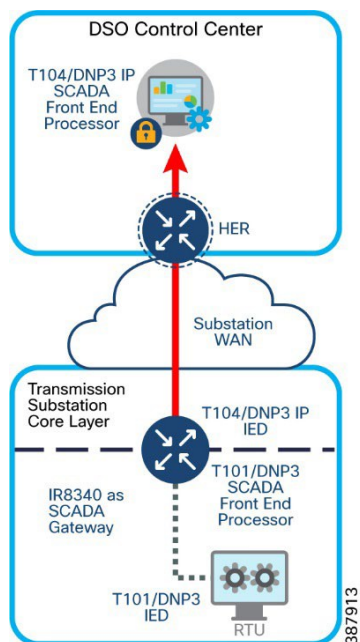 DSO Control Center
T104/DNP3 IP
SCADA
Front End
Processor
HER
Substation
WAN
Transmission
Substation
Core Layer
T104/DNP3 IP
IED
IR8340 as
SCADA
Gateway
T101/DNP3
SCADA
Front End
Processor
T101/DNP3
IED
RTU
387913